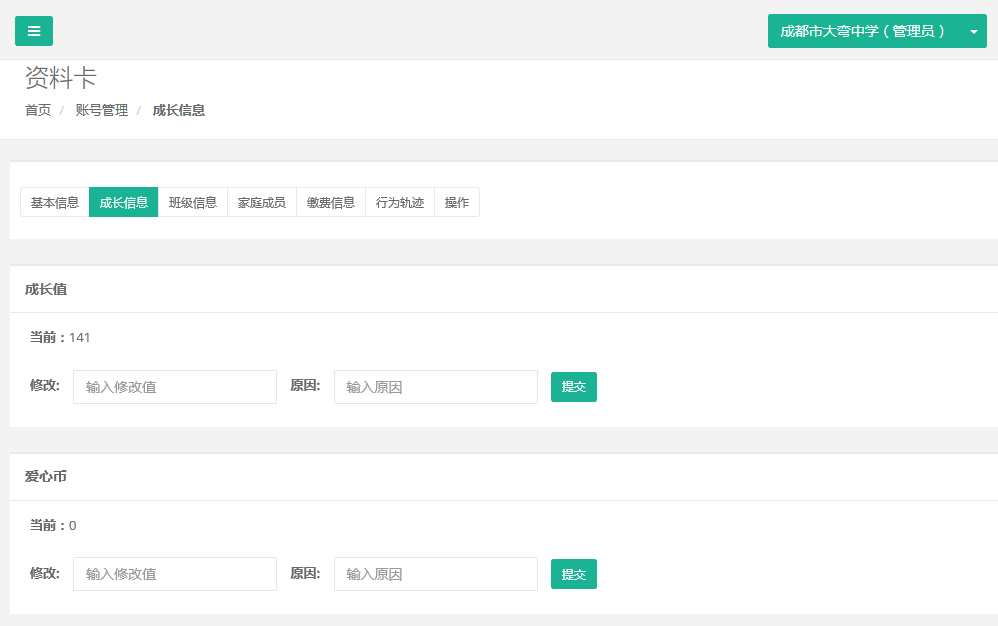 成都市大弯中学（管理员）
资料卡
首页 / 账号管理 / 成长信息
基本信息 成长信息 班级信息 家庭成员 缴费信息 行为轨迹 操作
成长值
当前：141
修改: 输入修改值 原因: 输入原因 提交
爱心币
当前：0
修改: 输入修改值 原因: 输入原因 提交